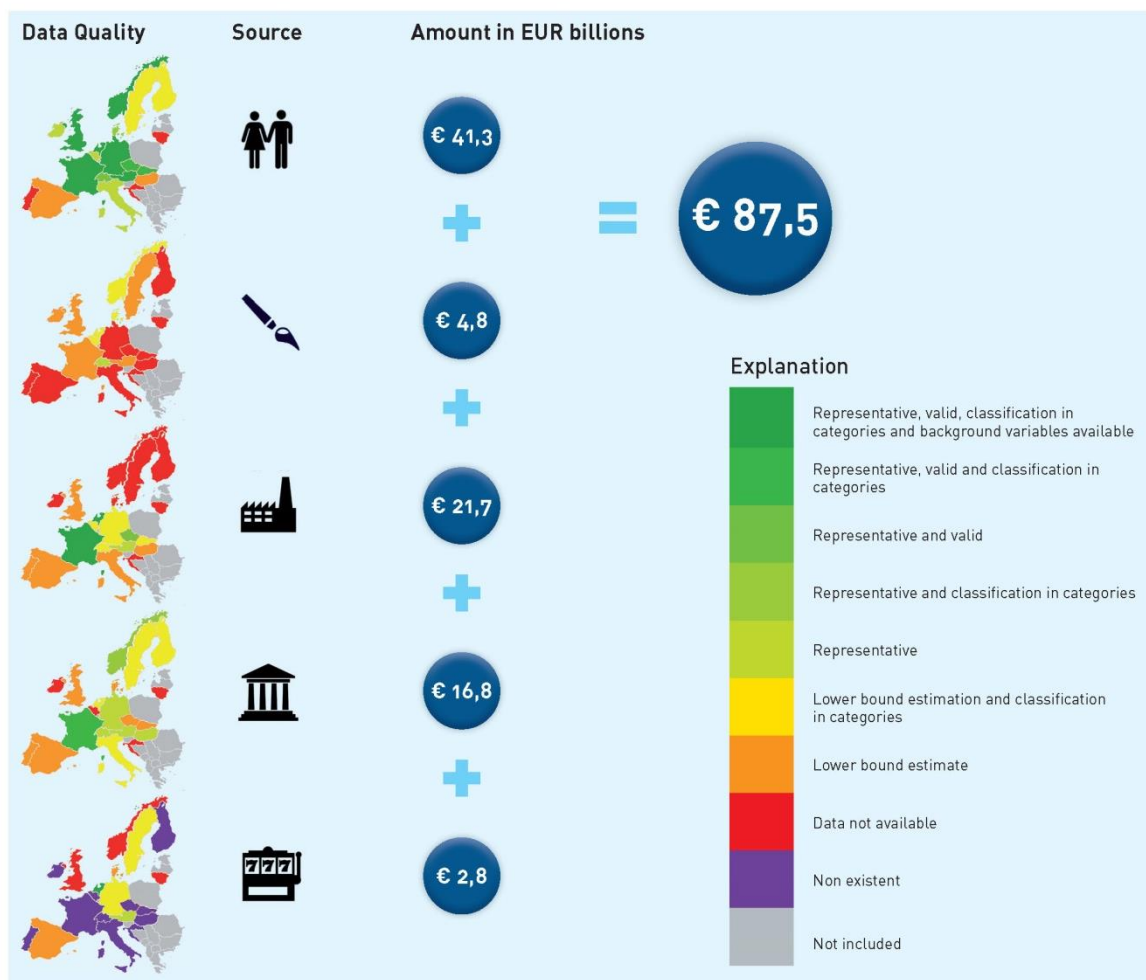 Data Quality
Source
Amount in EUR billions
€ 41,3
€ 87,5
€ 4,8
€ 21,7
€ 16,8
777
€ 2,8
Explanation
Representative, valid, classification in
categories and background variables available
Representative, valid and classification in
categories
Representative and valid
Representative and classification in categories
Representative
Lower bound estimation and classification
in categories
Lower bound estimate
Data not available
Non existent
Not included